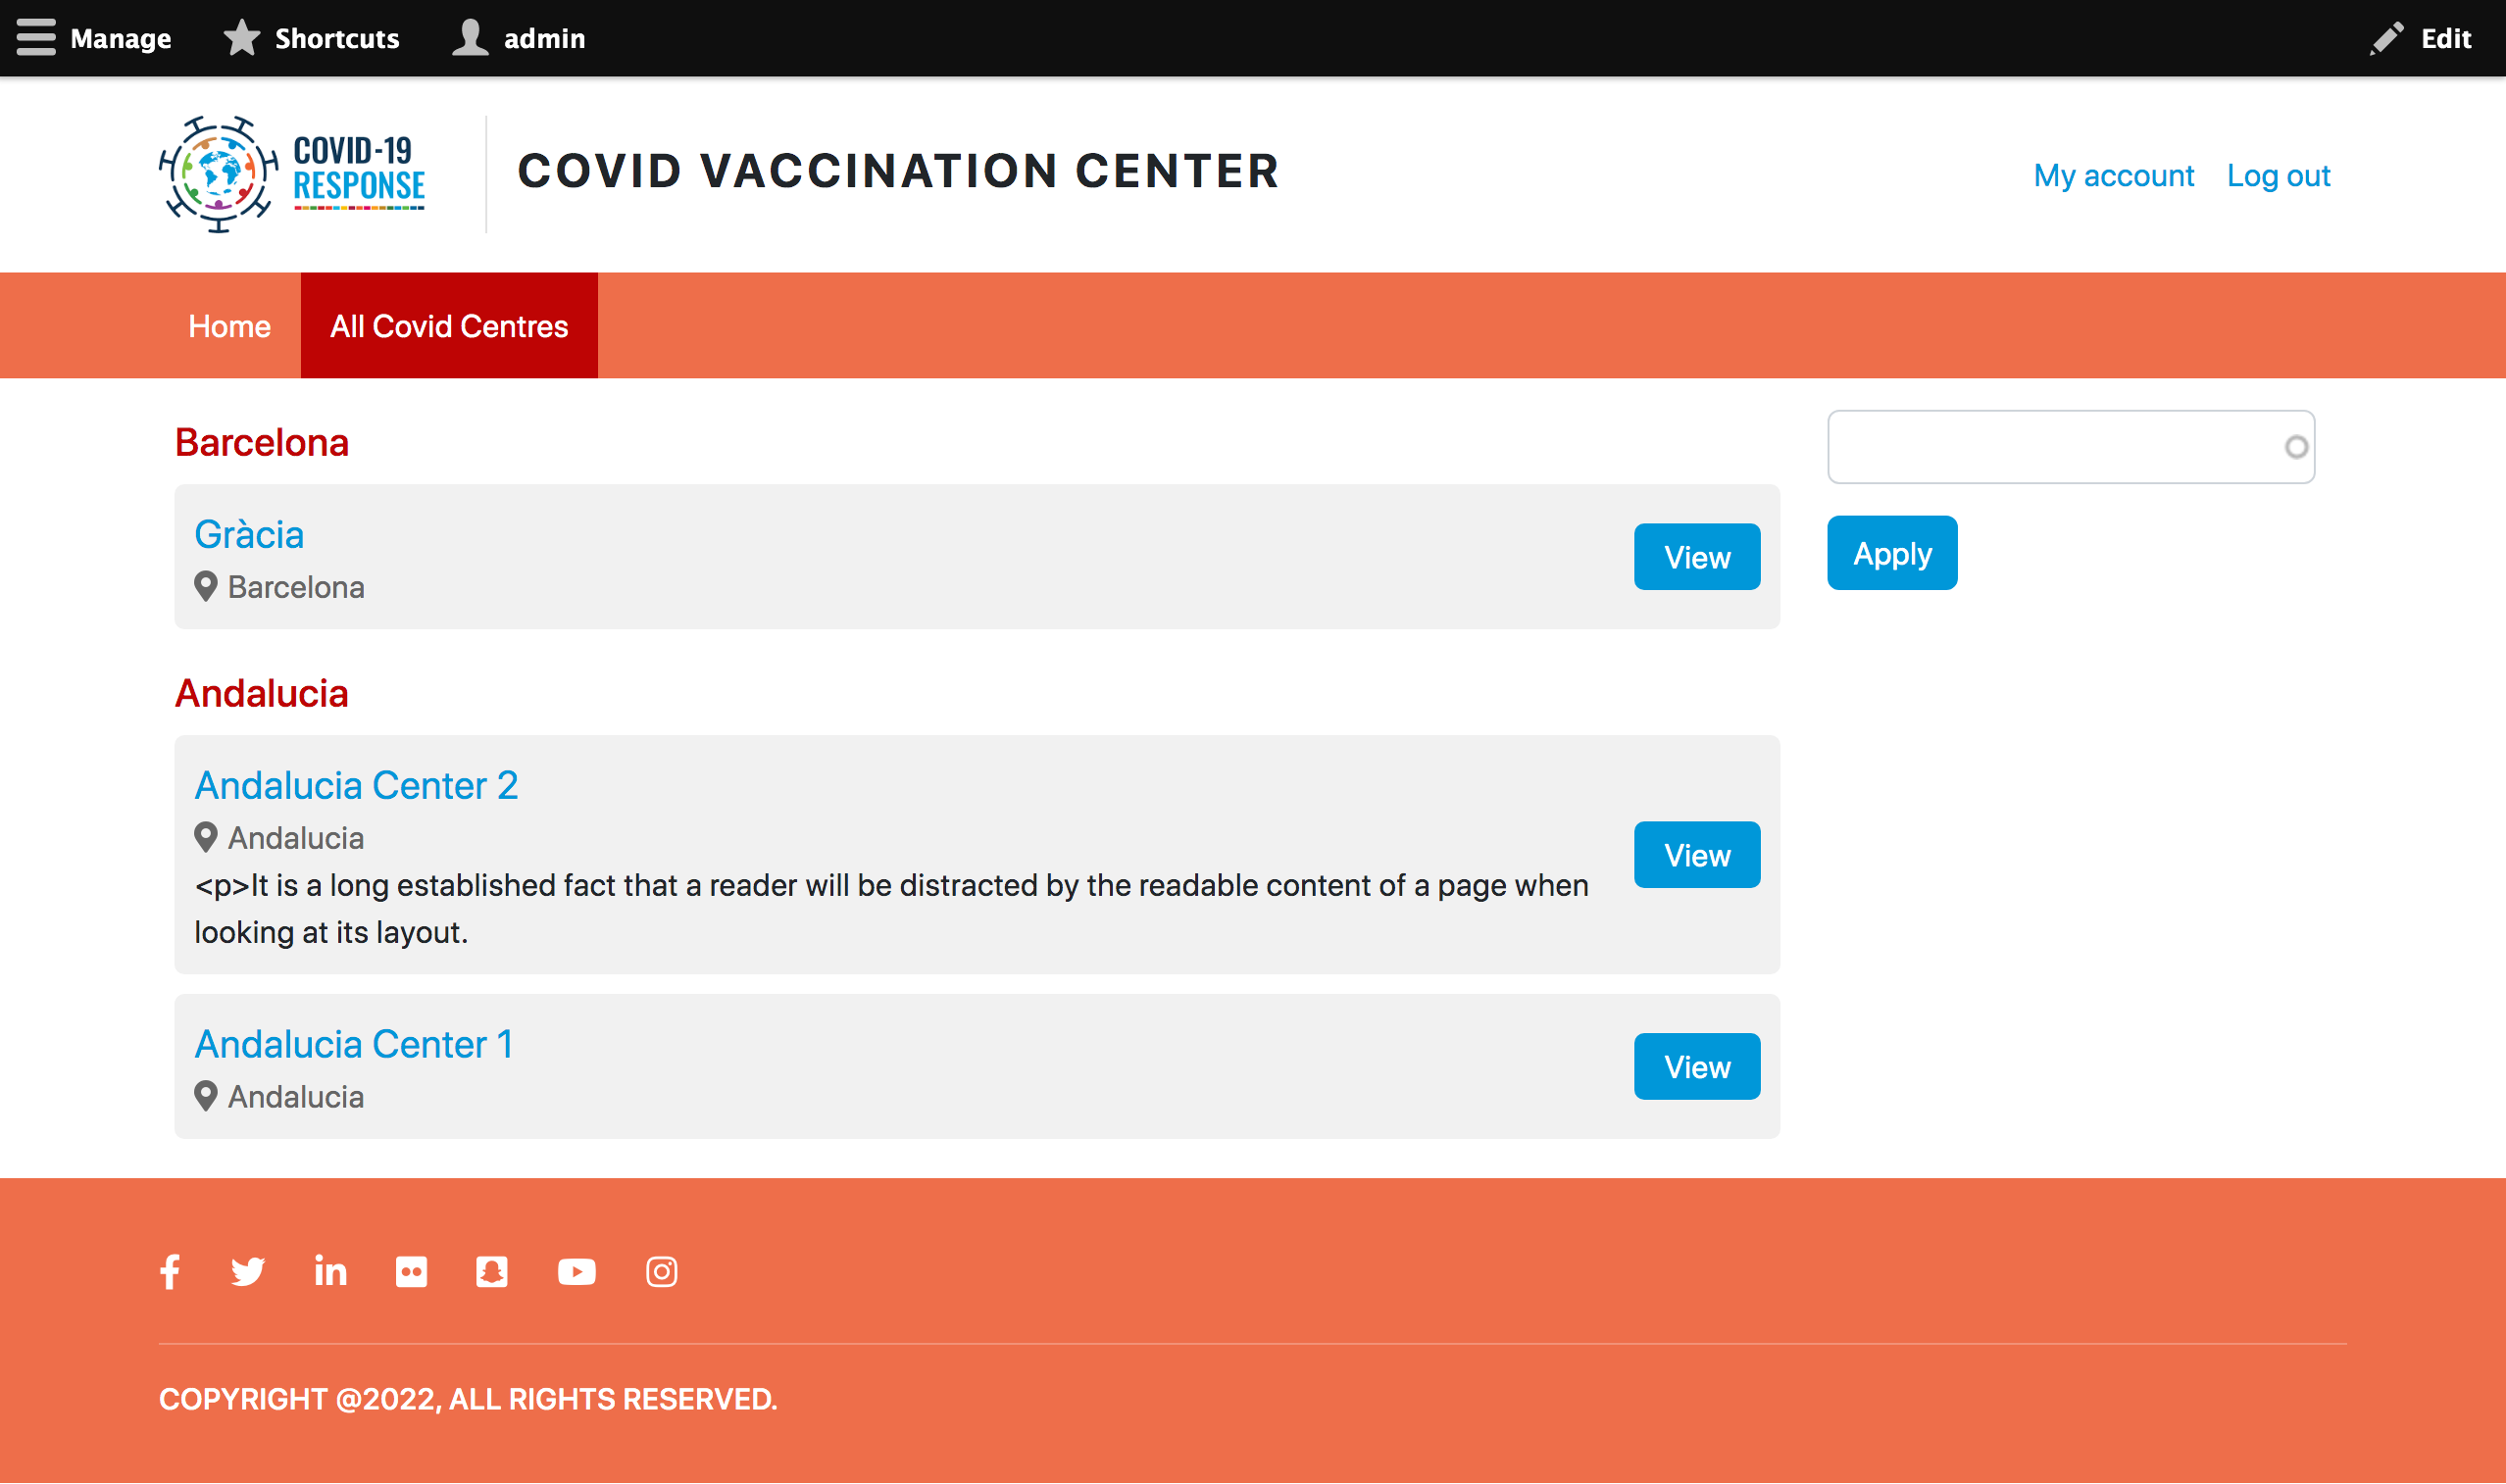 Manage Shortcuts admin Edit
COVID-19
RESPONSE
COVID VACCINATION CENTER
My account Log out
Home All Covid Centres
Barcelona
Gràcia
Barcelona
View
Apply
Andalucia
Andalucia Center 2
Andalucia
<p>It is a long established fact that a reader will be distracted by the readable content of a page when
looking at its layout.
View
Andalucia Center 1
Andalucia
View
COPYRIGHT @2022, ALL RIGHTS RESERVED.